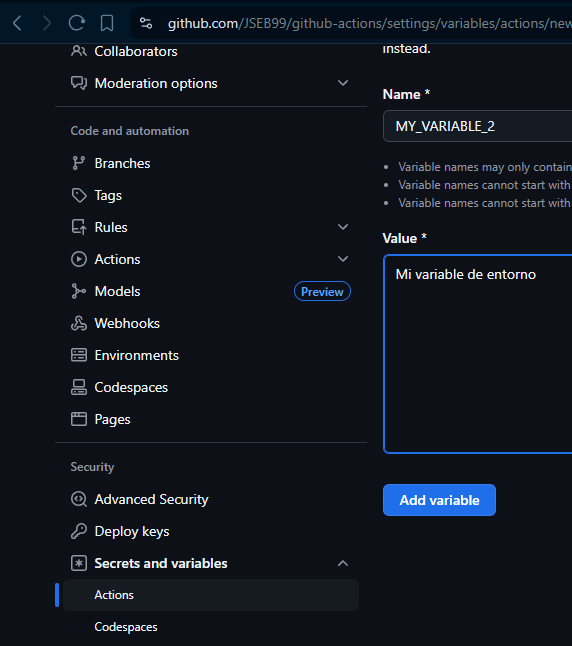 github.com/JSEB99/github-actions/settings/variables/actions/new
Collaborators
Moderation options
Code and automation
Branches
Tags
Rules
Actions
Models
Preview
Webhooks
Environments
Codespaces
Pages
Security
Advanced Security
Deploy keys
Secrets and variables
Actions
Codespaces
instead.
Name *
MY_VARIABLE_2
Variable names may only contain
Variable names cannot start with
Variable names cannot start with
Value *
Mi variable de entorno
Add variable